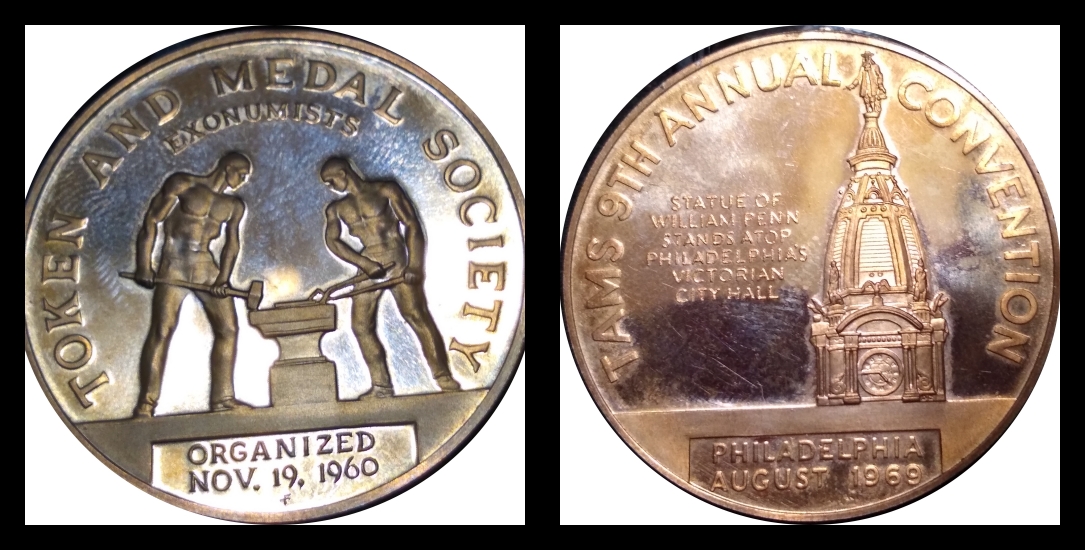 TOKEN AND MEDAL SOCIETY
EXONUMISTS
ORGANIZED
NOV. 19, 1960
TAMS 9TH ANNUAL CONVENTION
STATUE OF
WILLIAM PENN
STANDS ATOP
PHILADELPHIA'S
VICTORIAN
CITY HALL
PHILADELPHIA
AUGUST 1969